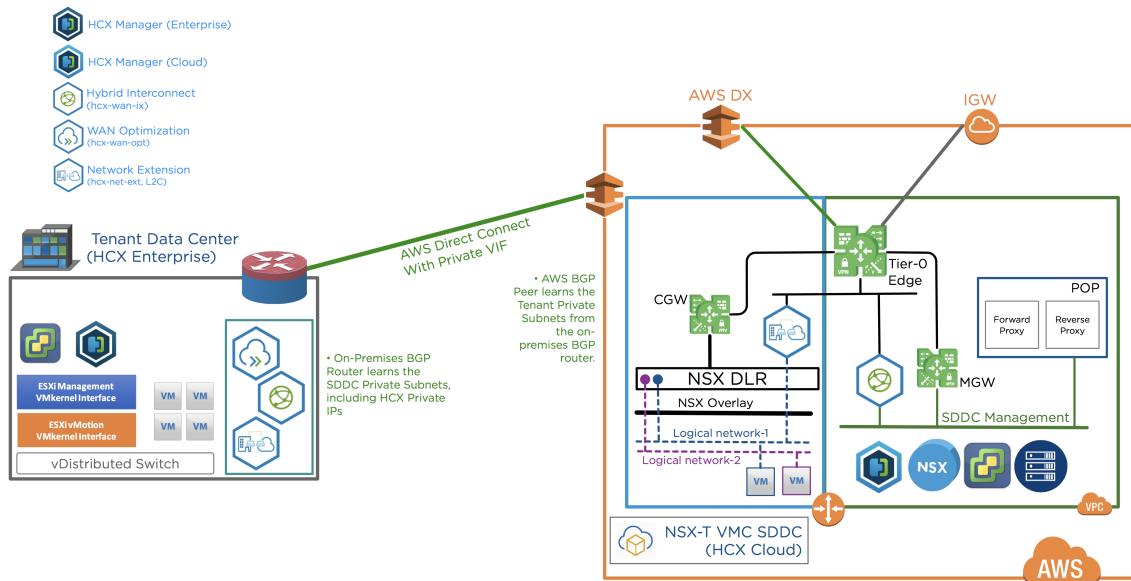 HCX Manager (Enterprise)
HCX Manager (Cloud)
Hybrid Interconnect
(hcx-wan-ix)
WAN Optimization
(hcx-wan-opt)
Network Extension
(hcx-net-ext, L2C)
Tenant Data Center
(HCX Enterprise)
ESXi Management
VMkernel Interface
ESXi vMotion
VMkernel Interface
VM
VM
VM
VM
vDistributed Switch
• On-Premises BGP
Router learns the
SDDC Private Subnets,
including HCX Private
IPs
AWS Direct Connect
With Private VIF
• AWS BGP
Peer learns the
Tenant Private
Subnets from
the on-
premises BGP
router.
AWS DX
IGW
VPN
Tier-0
Edge
CGW
NSX DLR
NSX Overlay
Logical network-1
Logical network-2
VM
VM
POP
Forward
Proxy
Reverse
Proxy
MGW
SDDC Management
NSX
VPC
NSX-T VMC SDDC
(HCX Cloud)
AWS